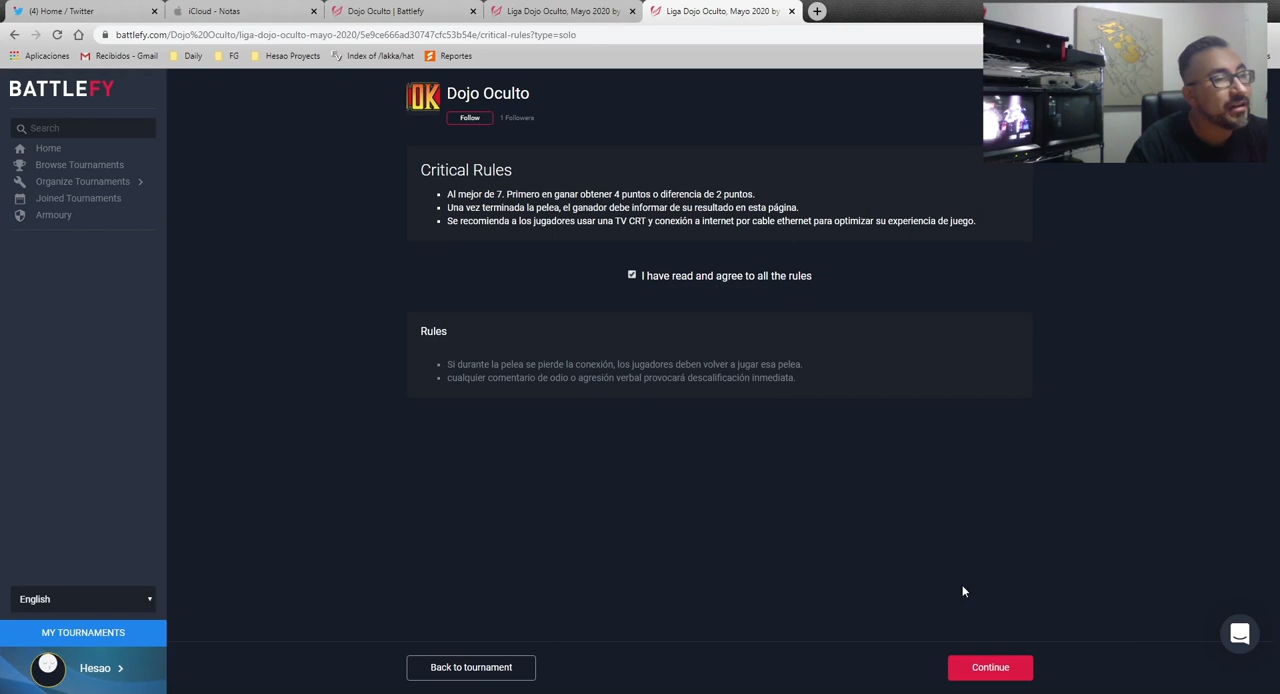 (4) Home / Twitter
iCloud - Notas
Dojo Oculto | Battlefy
Liga Dojo Oculto, Mayo 2020 by
Liga Dojo Oculto, Mayo 2020 by
battlefy.com/Dojo%20Oculto/liga-dojo-oculto-mayo-2020/5e9ce666ad30747cfc53b54e/critical-rules?type=solo
Aplicaciones
Recibidos - Gmail
Daily
FG
Hesao Proyects
Index of /lakka/hat
Reportes
BATTLEFY
Search
Home
Browse Tournaments
Organize Tournaments
Joined Tournaments
Armoury
OK
Dojo Oculto
Follow
1 Followers
Critical Rules
Al mejor de 7. Primero en ganar obtener 4 puntos o diferencia de 2 puntos.
Una vez terminada la pelea, el ganador debe informar de su resultado en esta página.
Se recomienda a los jugadores usar una TV CRT y conexión a internet por cable ethernet para optimizar su experiencia de juego.
I have read and agree to all the rules
Rules
Si durante la pelea se pierde la conexión, los jugadores deben volver a jugar esa pelea.
cualquier comentario de odio o agresión verbal provocará descalificación inmediata.
English
MY TOURNAMENTS
Hesao
Back to tournament
Continue